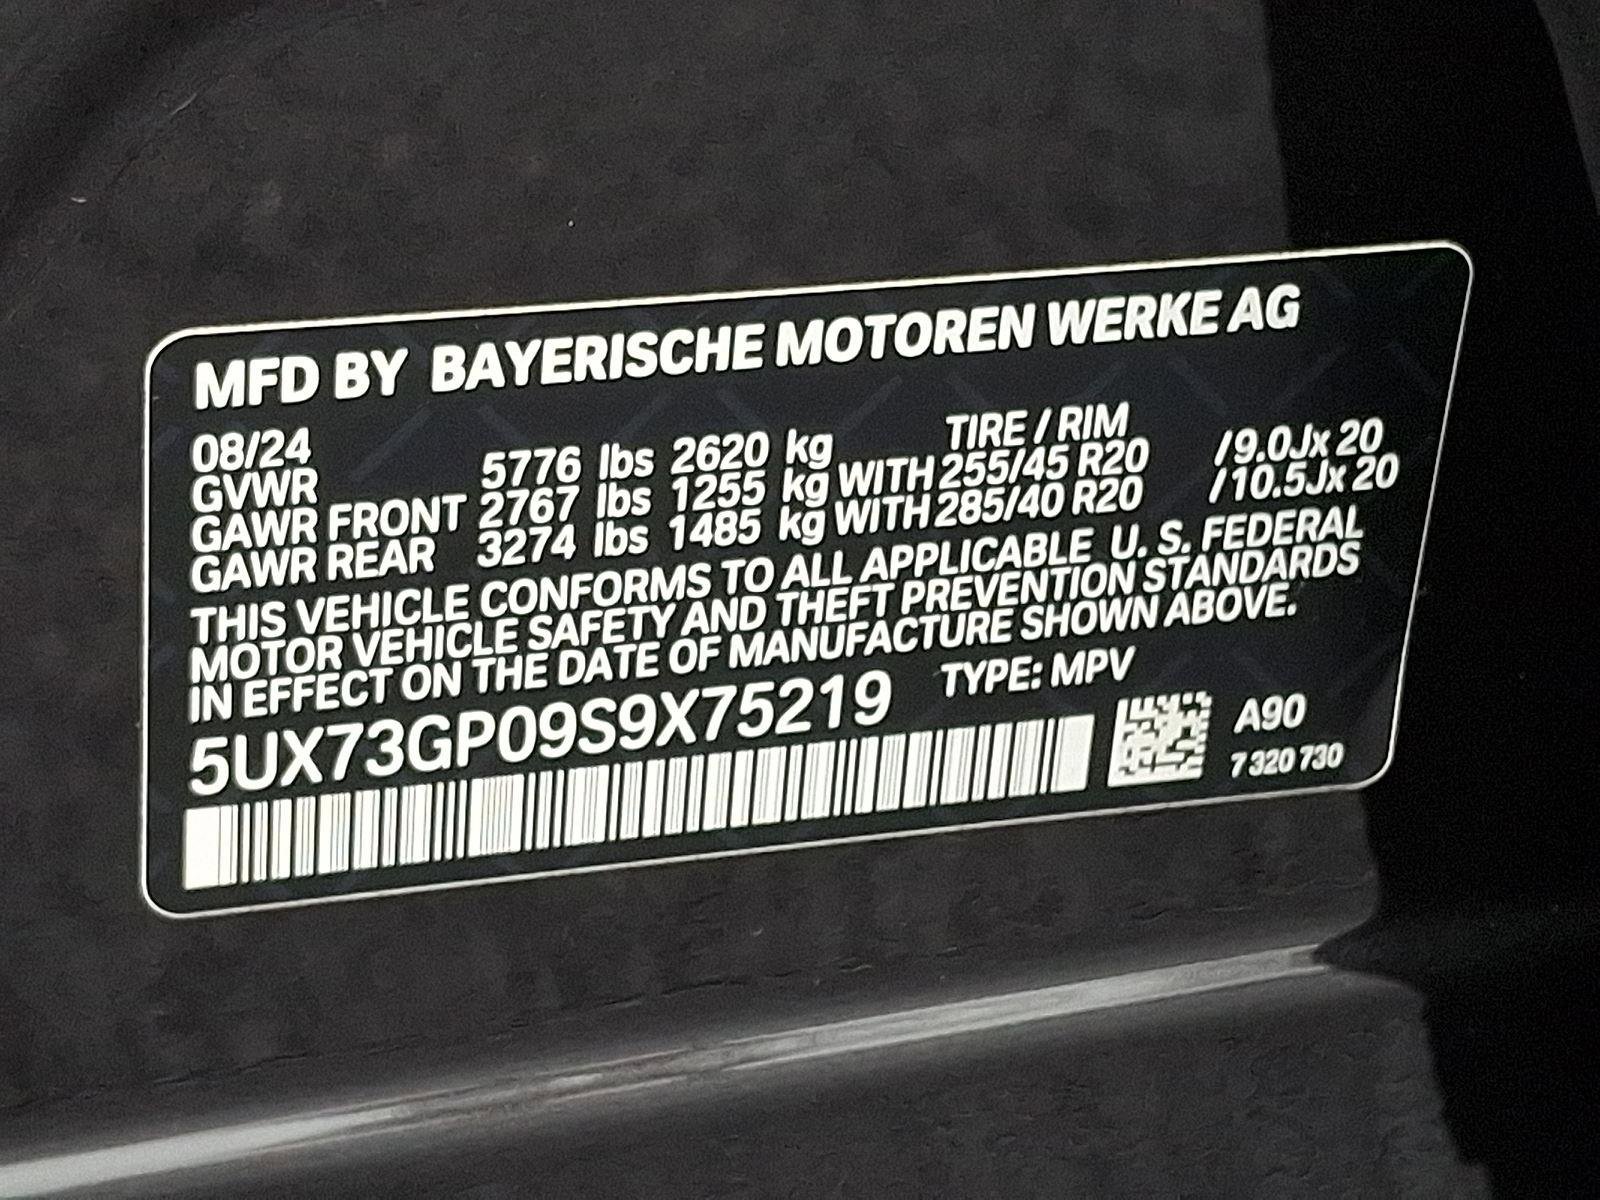 MFD BY BAYERISCHE MOTOREN WERKE AG
08/24 TIRE / RIM
GVWR 5776 lbs 2620 kg
GAWR FRONT 2767 lbs 1255 kg WITH 255/45 R20 /9.0Jx 20
GAWR REAR 3274 lbs 1485 kg WITH 285/40 R20 /10.5Jx 20
THIS VEHICLE CONFORMS TO ALL APPLICABLE U. S. FEDERAL
MOTOR VEHICLE SAFETY AND THEFT PREVENTION STANDARDS
IN EFFECT ON THE DATE OF MANUFACTURE SHOWN ABOVE.
5UX73GP09S9X75219 TYPE: MPV
A90
7 320 730